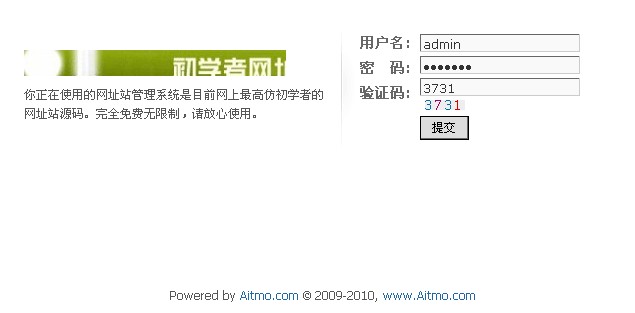 初学者网址
你正在使用的网址站管理系统是目前网上最高仿初学者的
网址站源码。完全免费无限制，请放心使用。
用户名： admin
密 码： ●●●●●●●
验证码： 3731
3731
提交
Powered by Aitmo.com © 2009-2010, www.Aitmo.com